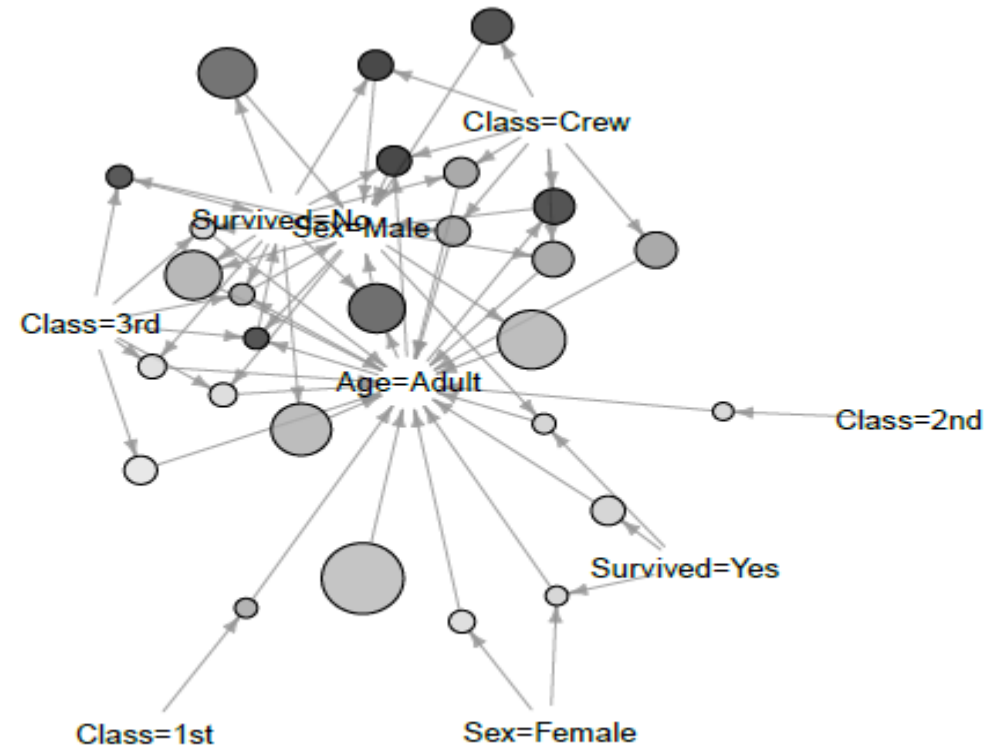 Class=Crew
Survived=No
Sex=Male
Class=3rd
Age=Adult
Class=2nd
Survived=Yes
Class=1st
Sex=Female